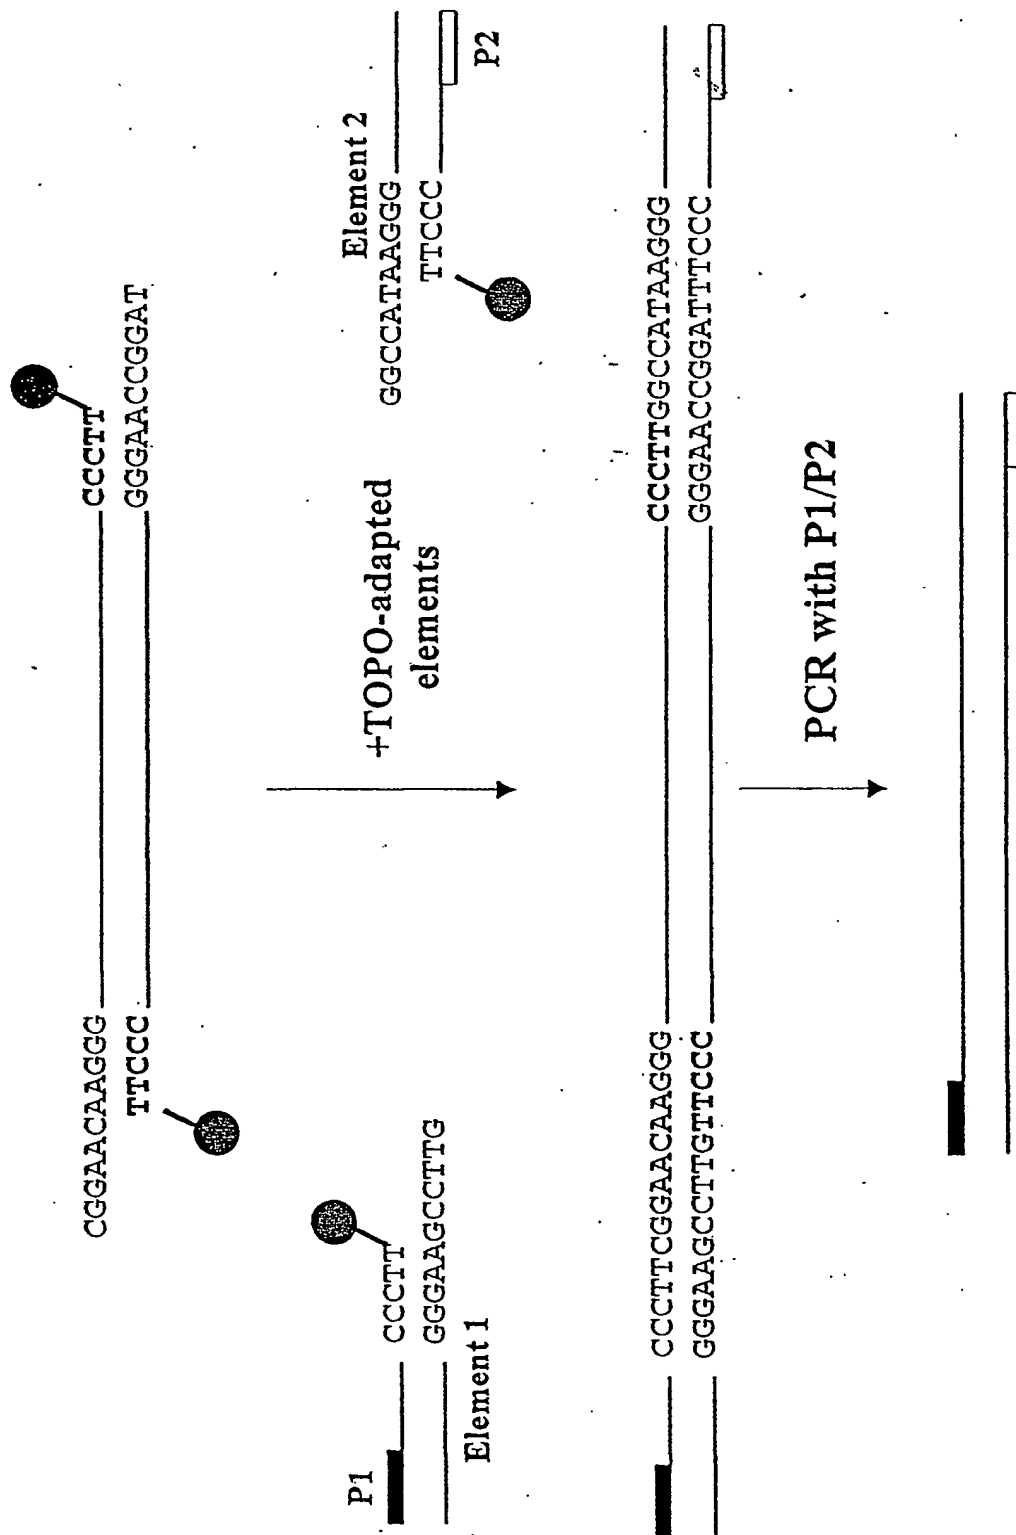 CGGAACAAGGG CCCTT
TTCCC GGGAACCGGAT
+TOPO-adapted
elements
P1
CCCTT
GGGAAGCCTTG
Element 1
Element 2
GGCCATAAGGG
TTCCC
P2
CCCTTCGGAACAAGGG CCCTTGGCCATAAGGG
GGGAAGCCTTGTTCCC GGGAACCGGATTTCCC
PCR with P1/P2